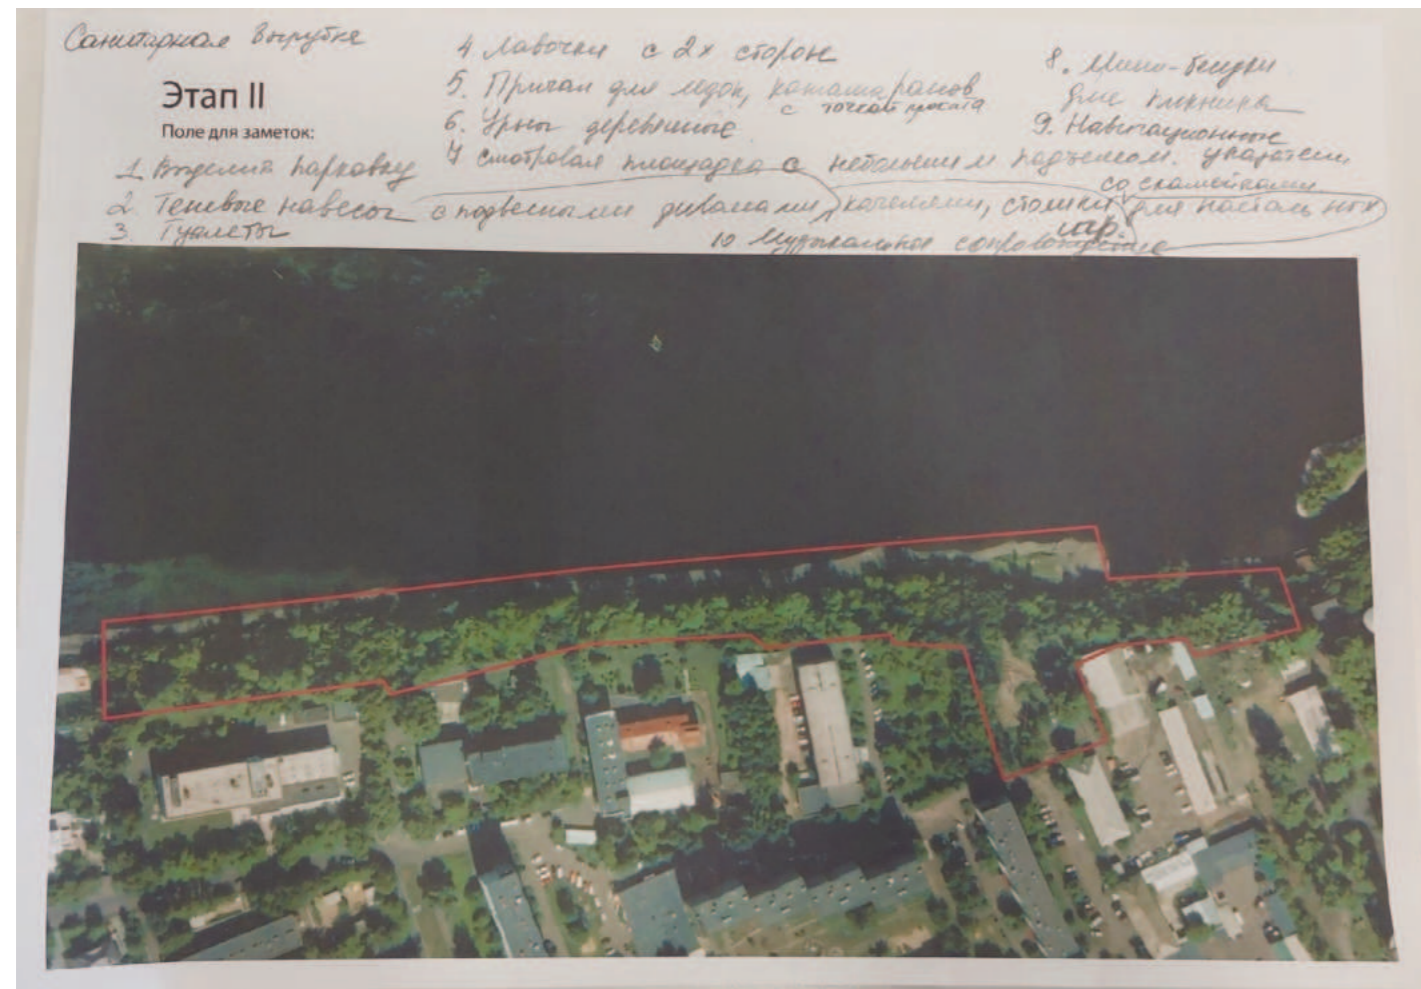 Санитарная вырубка
Этап II
Поле для заметок:
1 Выделить парковку
2 Теневые навесы с подвесными диванами, качелями, столики для настольных игр.
3. Туалеты
4 Лавочки с 2х сторон
5. Причал для лодок, катамаранов
с точкой проката
6. Урны деревянные
7 Смотровая площадка с небольшим подъемом.
со скамейками
8. Мини-беседки
для пикника
9. Навигационные
указатели
10 Музыкальное сопровождение